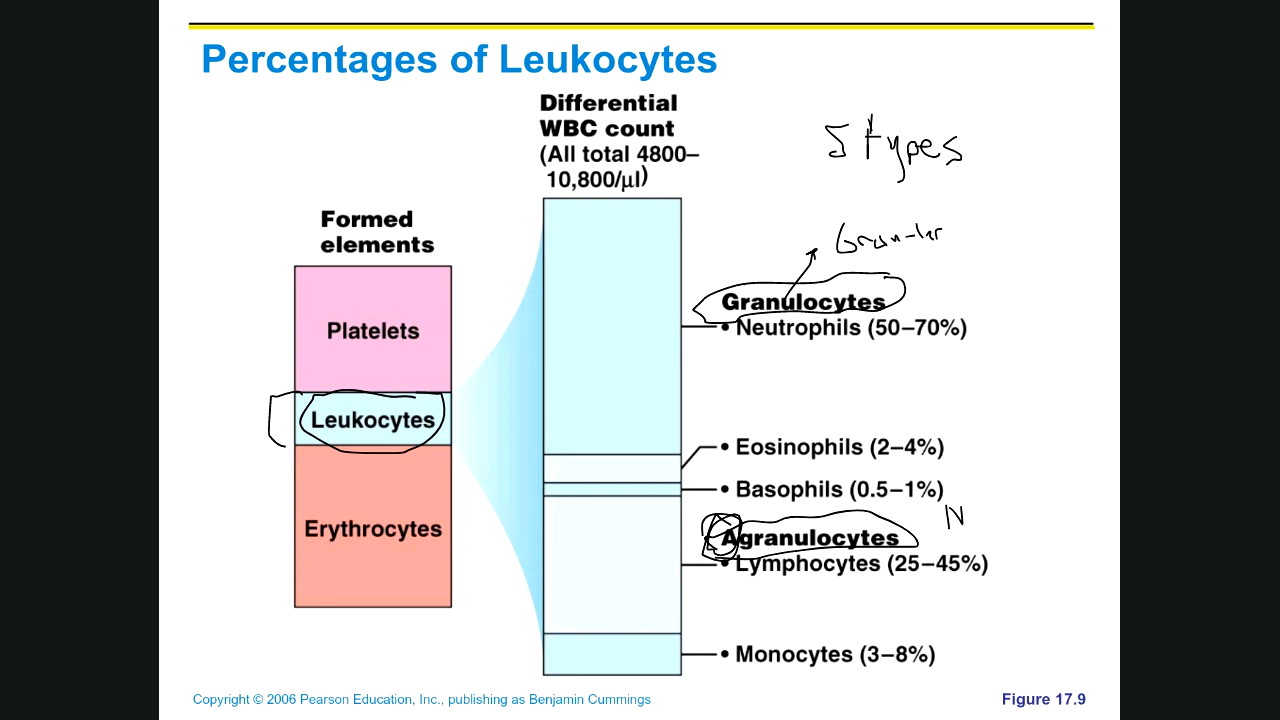 Percentages of Leukocytes
Differential
WBC count
(All total 4800–
10,800/μl)
5 types
Formed
elements
Granular
Granulocytes
• Neutrophils (50–70%)
Platelets
Leukocytes
Erythrocytes
• Eosinophils (2–4%)
• Basophils (0.5–1%)
N
Agranulocytes
• Lymphocytes (25–45%)
• Monocytes (3–8%)
Copyright © 2006 Pearson Education, Inc., publishing as Benjamin Cummings
Figure 17.9